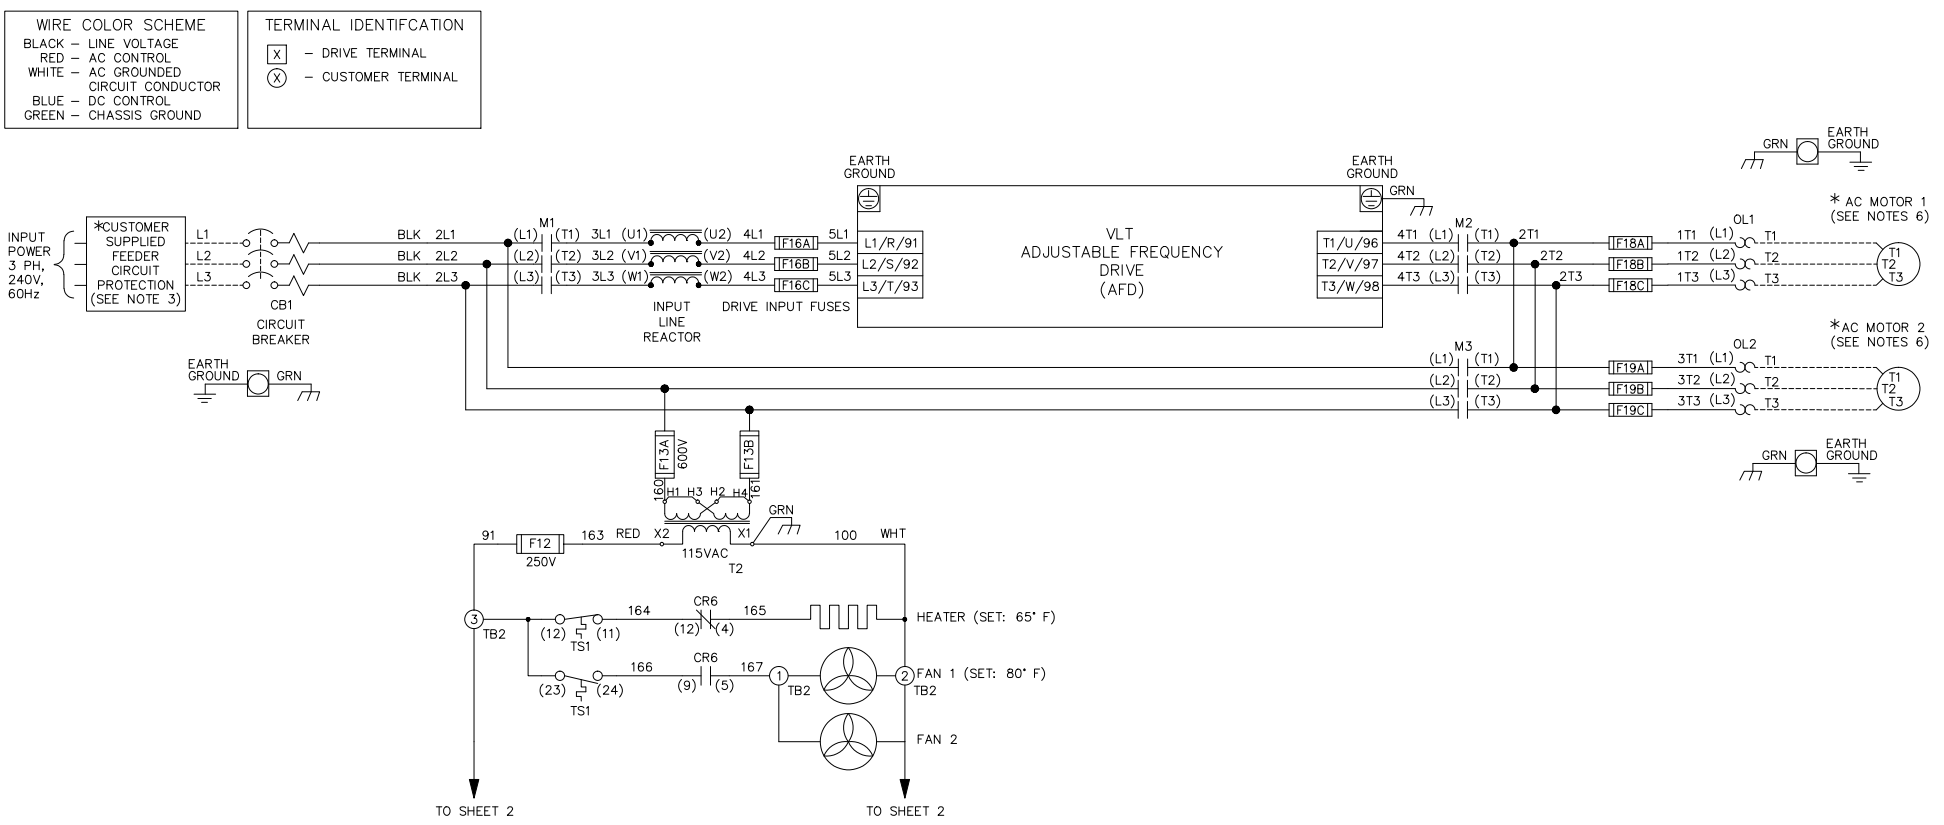 WIRE COLOR SCHEME
BLACK – LINE VOLTAGE
RED – AC CONTROL
WHITE – AC GROUNDED
CIRCUIT CONDUCTOR
BLUE – DC CONTROL
GREEN – CHASSIS GROUND
TERMINAL IDENTIFCATION
X – DRIVE TERMINAL
X – CUSTOMER TERMINAL
INPUT
POWER
3 PH,
240V,
60Hz
*CUSTOMER
SUPPLIED
FEEDER
CIRCUIT
PROTECTION
(SEE NOTE 3)
L1
L2
L3
CB1
CIRCUIT
BREAKER
EARTH
GROUND
GRN
BLK 2L1
BLK 2L2
BLK 2L3
M1
(L1) (T1) 3L1 (U1) (U2) 4L1 F16A 5L1
(L2) (T2) 3L2 (V1) (V2) 4L2 F16B 5L2
(L3) (T3) 3L3 (W1) (W2) 4L3 F16C 5L3
INPUT
LINE
REACTOR
DRIVE INPUT FUSES
EARTH
GROUND
L1/R/91
L2/S/92
L3/T/93
VLT
ADJUSTABLE FREQUENCY
DRIVE
(AFD)
EARTH
GROUND
GRN
T1/U/96
T2/V/97
T3/W/98
M2
4T1 (L1) (T1) 2T1 F18A 1T1 (L1) T1
4T2 (L2) (T2) 2T2 F18B 1T2 (L2) T2
4T3 (L3) (T3) 2T3 F18C 1T3 (L3) T3
OL1
GRN
EARTH
GROUND
* AC MOTOR 1
(SEE NOTES 6)
T1
T2
T3
M3
(L1) (T1) F19A 3T1 (L1) T1
(L2) (T2) F19B 3T2 (L2) T2
(L3) (T3) F19C 3T3 (L3) T3
OL2
*AC MOTOR 2
(SEE NOTES 6)
T1
T2
T3
GRN
EARTH
GROUND
F13A
600V
F13B
160
161
H1 H3 H2 H4
GRN
91 F12 163 RED X2 X1 100 WHT
250V
115VAC
T2
3
TB2
(12) (11)
TS1
164
CR6
(12) (4)
165
HEATER (SET: 65° F)
(23) (24)
TS1
166
CR6
(9) (5)
167
1
TB2
2
TB2
FAN 1 (SET: 80° F)
FAN 2
TO SHEET 2
TO SHEET 2